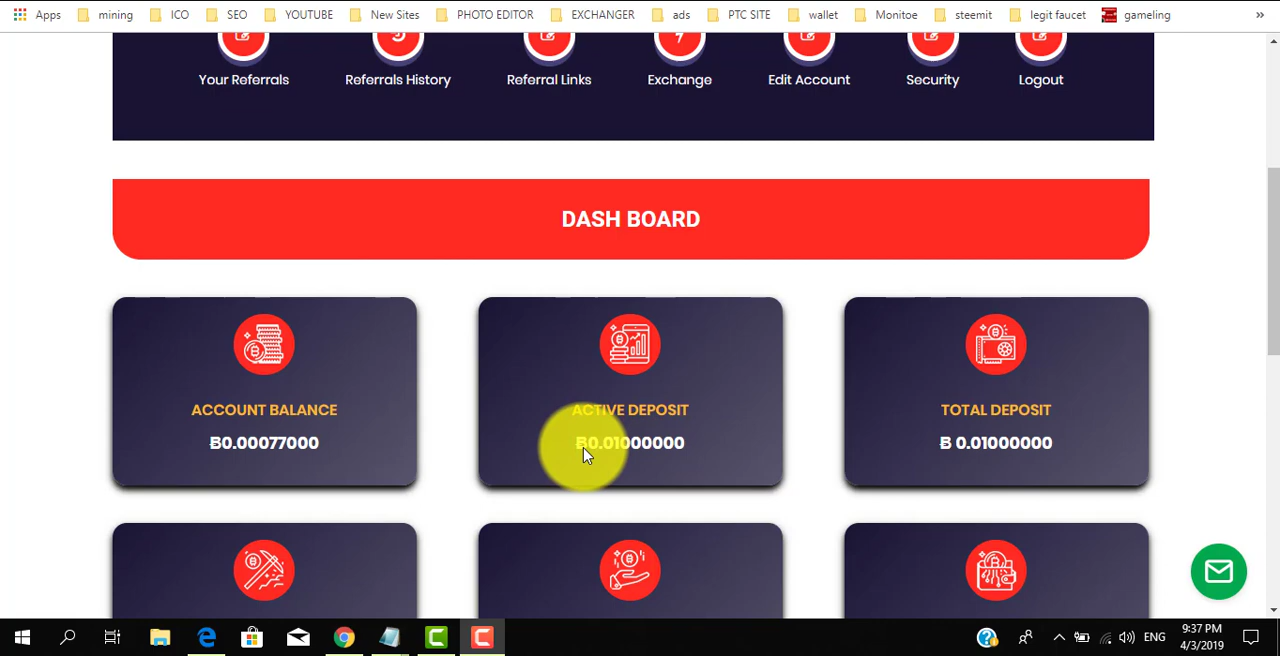 Apps mining ICO SEO YOUTUBE New Sites PHOTO EDITOR EXCHANGER ads PTC SITE wallet Monitoe steemit legit faucet gameling »
Your Referrals Referrals History Referral Links Exchange Edit Account Security Logout
DASH BOARD
ACCOUNT BALANCE ACTIVE DEPOSIT TOTAL DEPOSIT
Ƀ0.00077000 Ƀ0.01000000 Ƀ 0.01000000
ENG
9:37 PM
4/3/2019